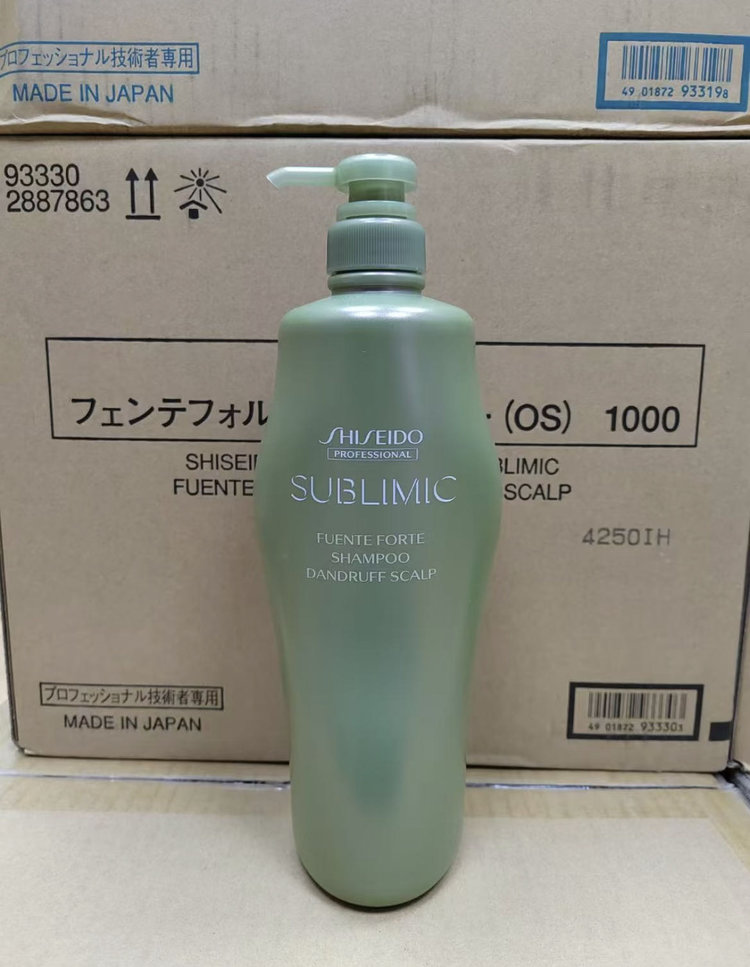 プロフェッショナル技術者専用
MADE IN JAPAN
49 01872 933198
93330
2887863
フェンテフォル
(OS) 1000
SHISEI
FUENTE
LIMIC
SCALP
4250IH
SHISEIDO
PROFESSIONAL
SUBLIMIC
FUENTE FORTE
SHAMPOO
DANDRUFF SCALP
プロフェッショナル技術者専用
MADE IN JAPAN
49 01872 933303